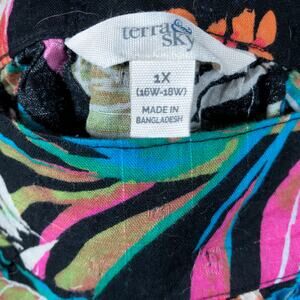 terra & sky
1X
(16W-18W)
MADE IN
BANGLADESH